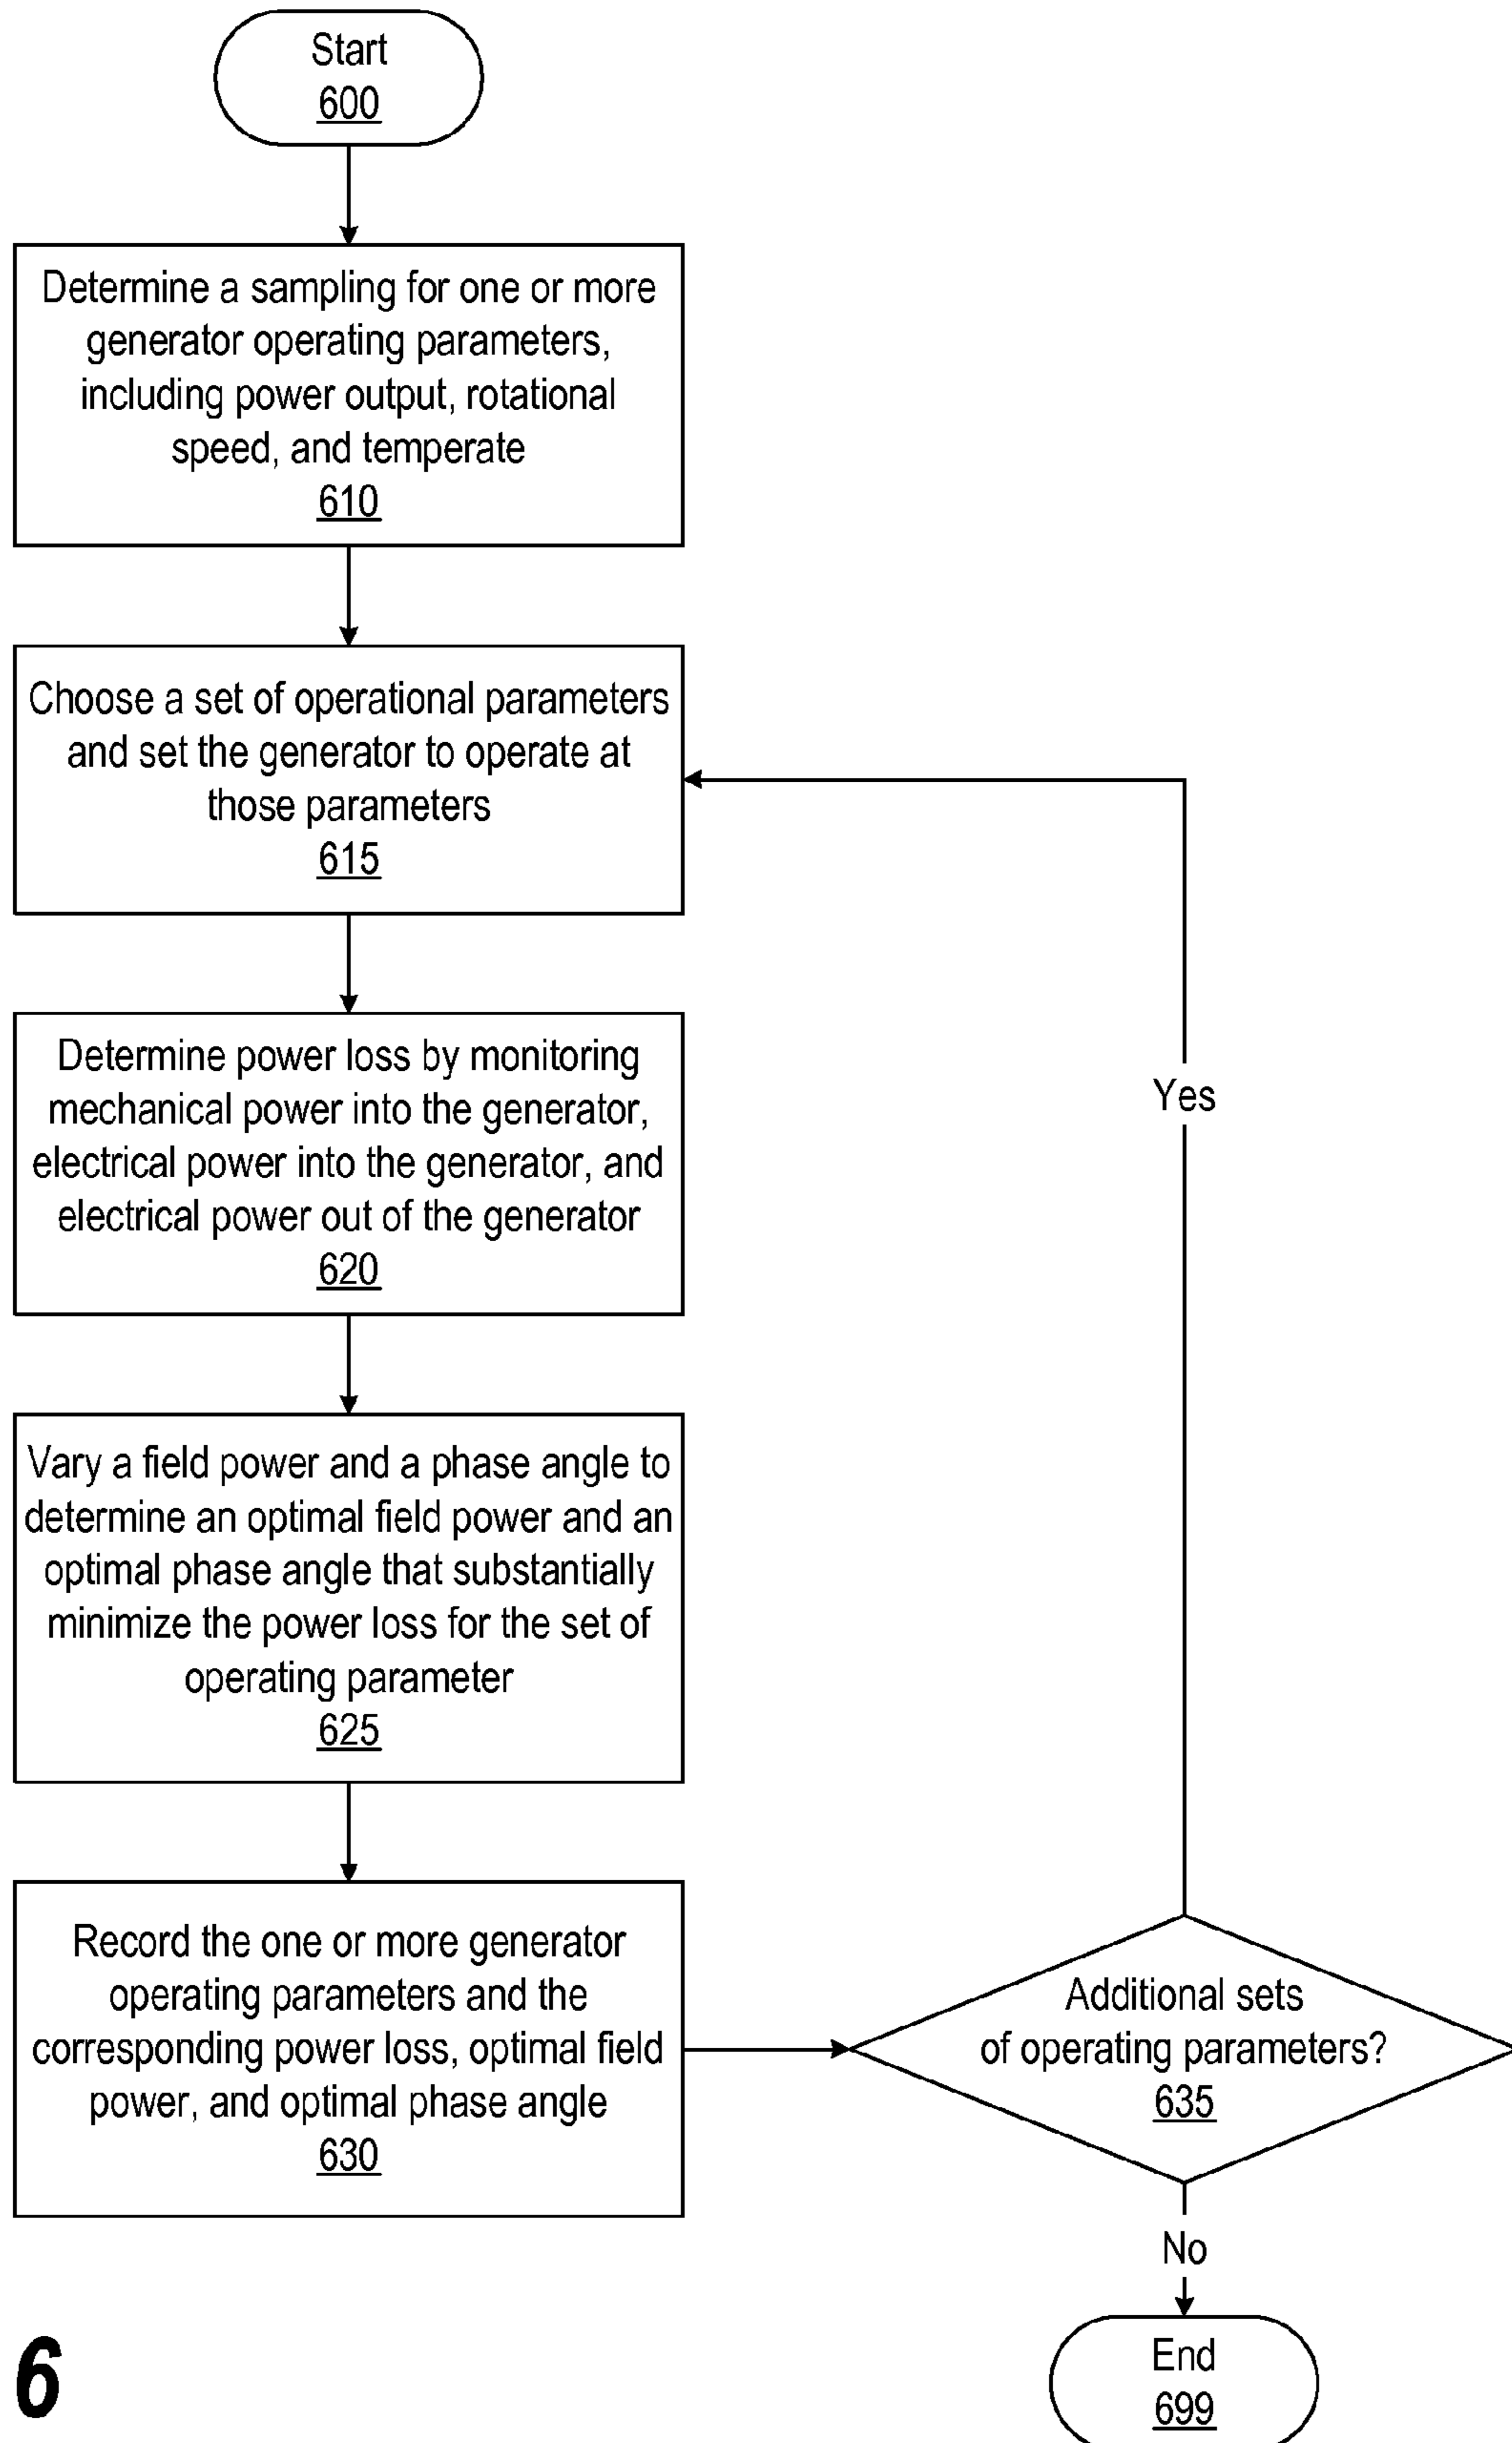 Start
600
Determine a sampling for one or more
generator operating parameters,
including power output, rotational
speed, and temperate
610
Choose a set of operational parameters
and set the generator to operate at
those parameters
615
Determine power loss by monitoring
mechanical power into the generator,
electrical power into the generator, and
electrical power out of the generator
620
Vary a field power and a phase angle to
determine an optimal field power and an
optimal phase angle that substantially
minimize the power loss for the set of
operating parameter
625
Record the one or more generator
operating parameters and the
corresponding power loss, optimal field
power, and optimal phase angle
630
Additional sets
of operating parameters?
635
Yes
No
End
699
6